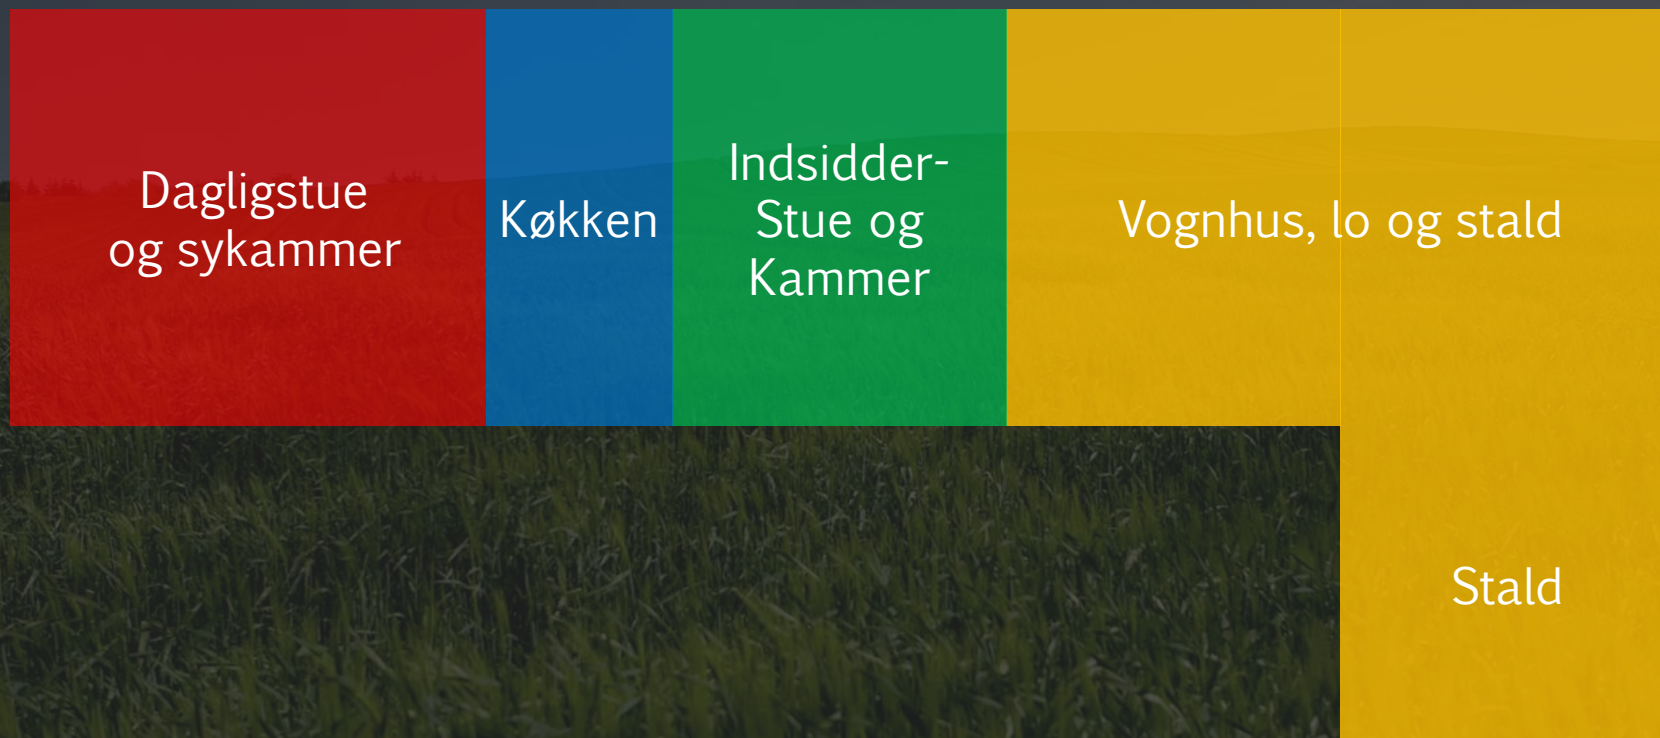 Dagligstue
og sykammer
Køkken
Indsidder-
Stue og
Kammer
Vognhus, lo og stald
Stald